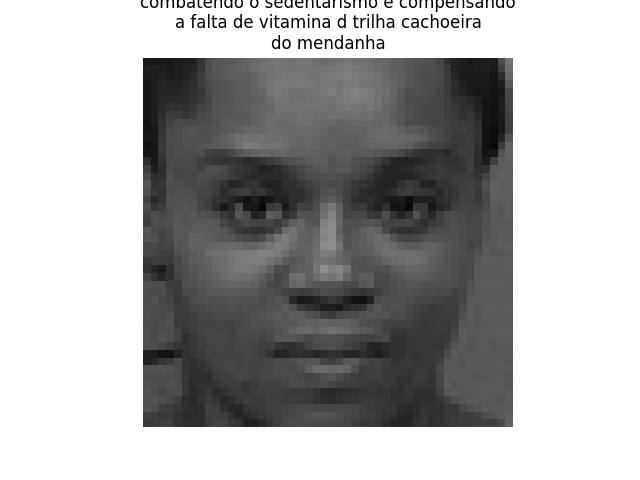 combatendo o sedentarismo e compensando
a falta de vitamina d trilha cachoeira
do mendanha